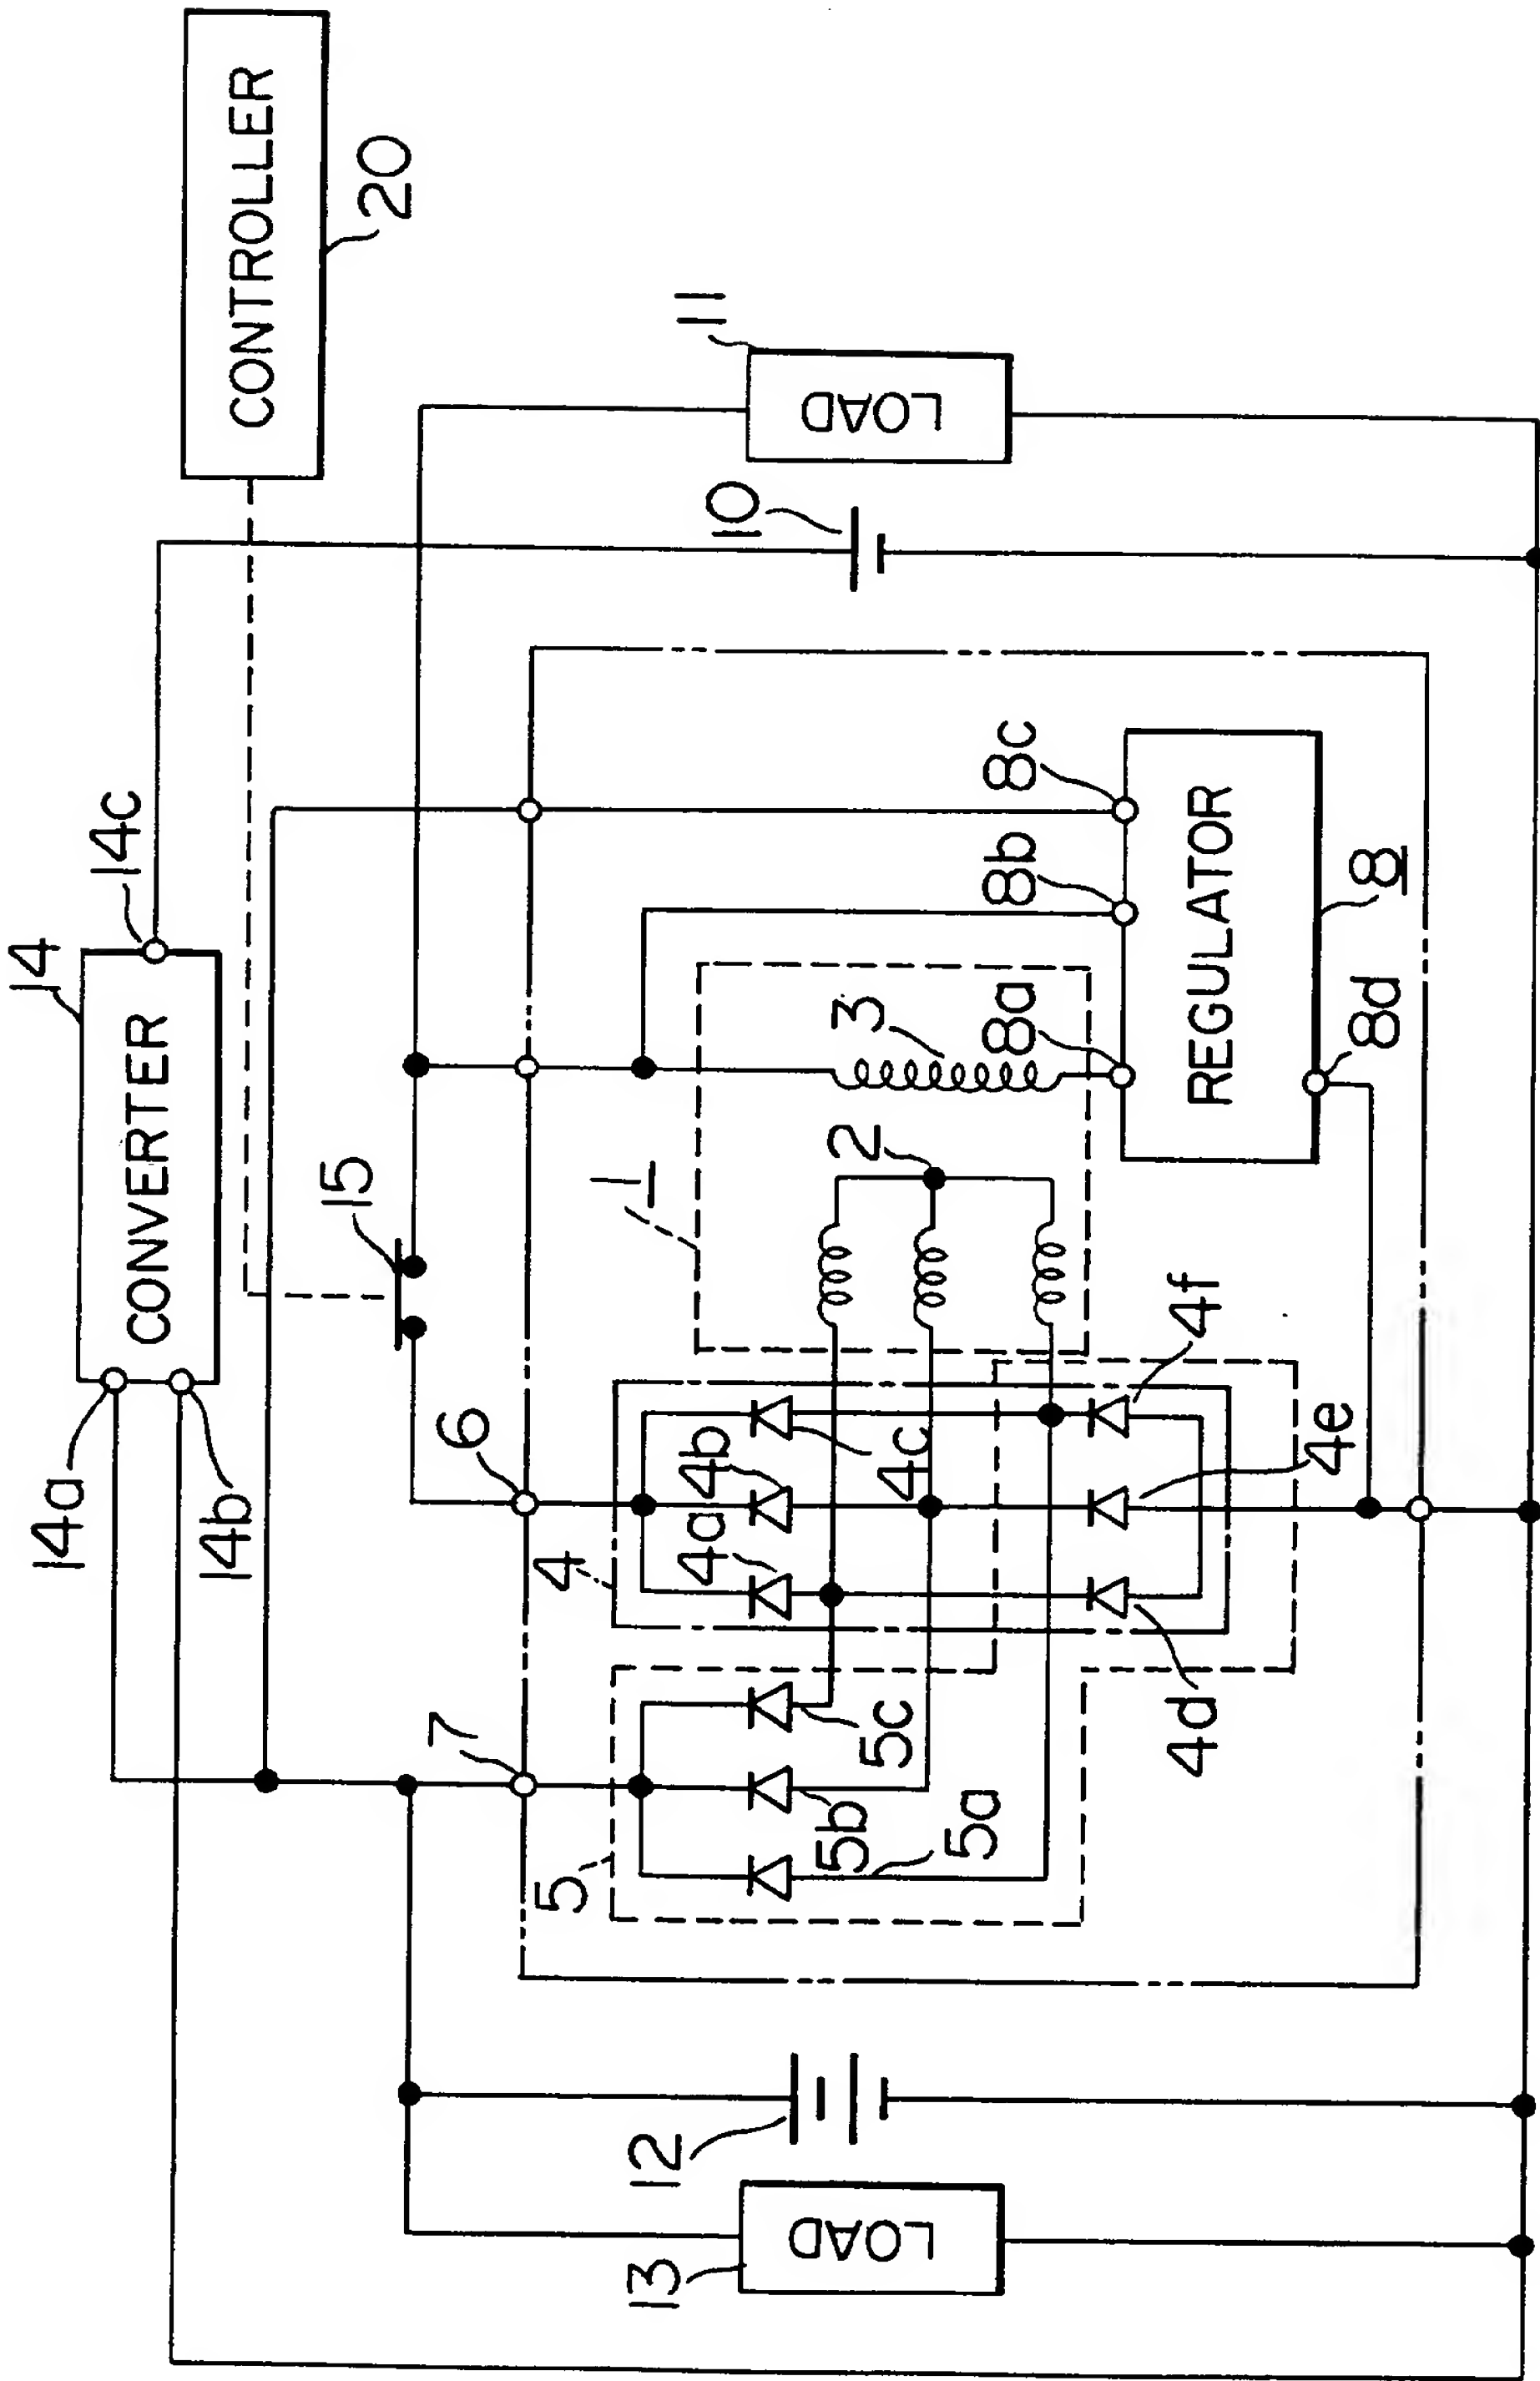 CONTROLLER
20
14
14c
CONVERTER
14a
14b
15
11
LOAD
10
8c
8b
REGULATOR
8
8a
8d
3
1
2
6
4
4a
4b
4c
4f
4e
4d
7
5
5c
5b
5a
12
13
LOAD